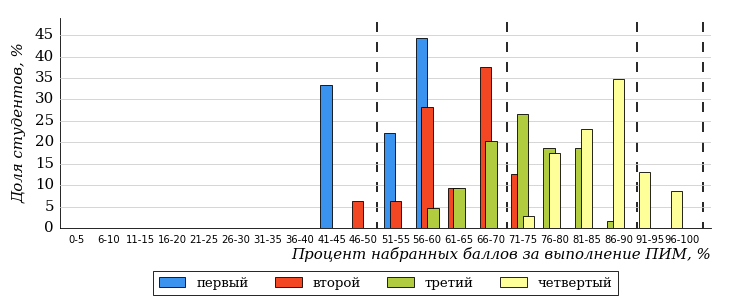 Доля студентов, %
45
40
35
30
25
20
15
10
5
0
0-5 6-10 11-15 16-20 21-25 26-30 31-35 36-40 41-45 46-50 51-55 56-60 61-65 66-70 71-75 76-80 81-85 86-90 91-95 96-100
Процент набранных баллов за выполнение ПИМ, %
первый второй третий четвертый